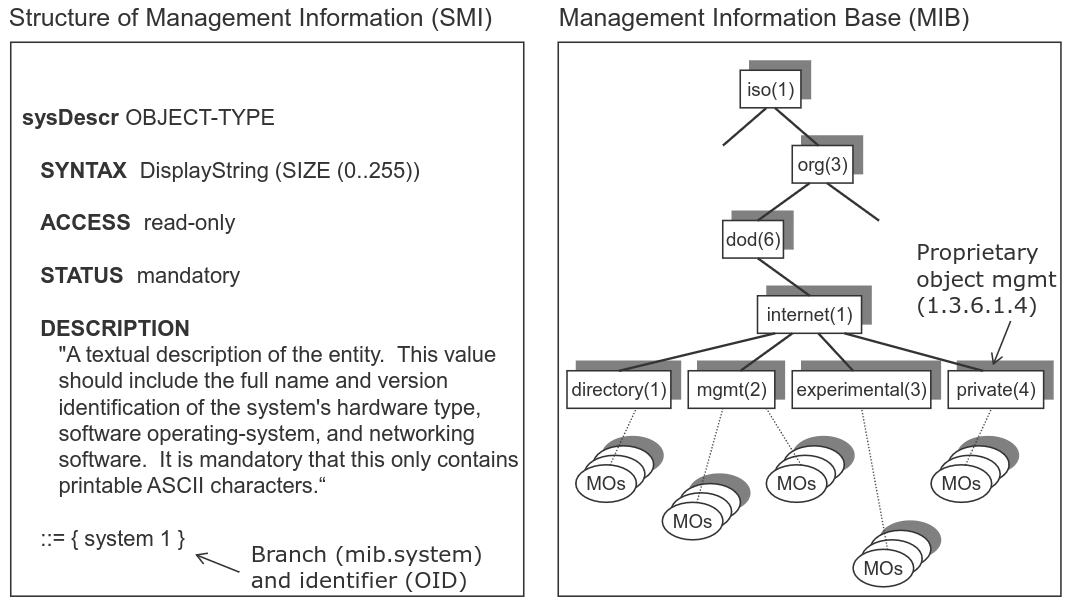 Structure of Management Information (SMI)
sysDescr OBJECT-TYPE
SYNTAX DisplayString (SIZE (0..255))
ACCESS read-only
STATUS mandatory
DESCRIPTION
"A textual description of the entity. This value
should include the full name and version
identification of the system's hardware type,
software operating-system, and networking
software. It is mandatory that this only contains
printable ASCII characters.“
::= { system 1 }
Branch (mib.system)
and identifier (OID)
Management Information Base (MIB)
iso(1)
org(3)
dod(6)
Proprietary
object mgmt
(1.3.6.1.4)
internet(1)
directory(1)
mgmt(2)
experimental(3)
private(4)
MOs
MOs
MOs
MOs
MOs